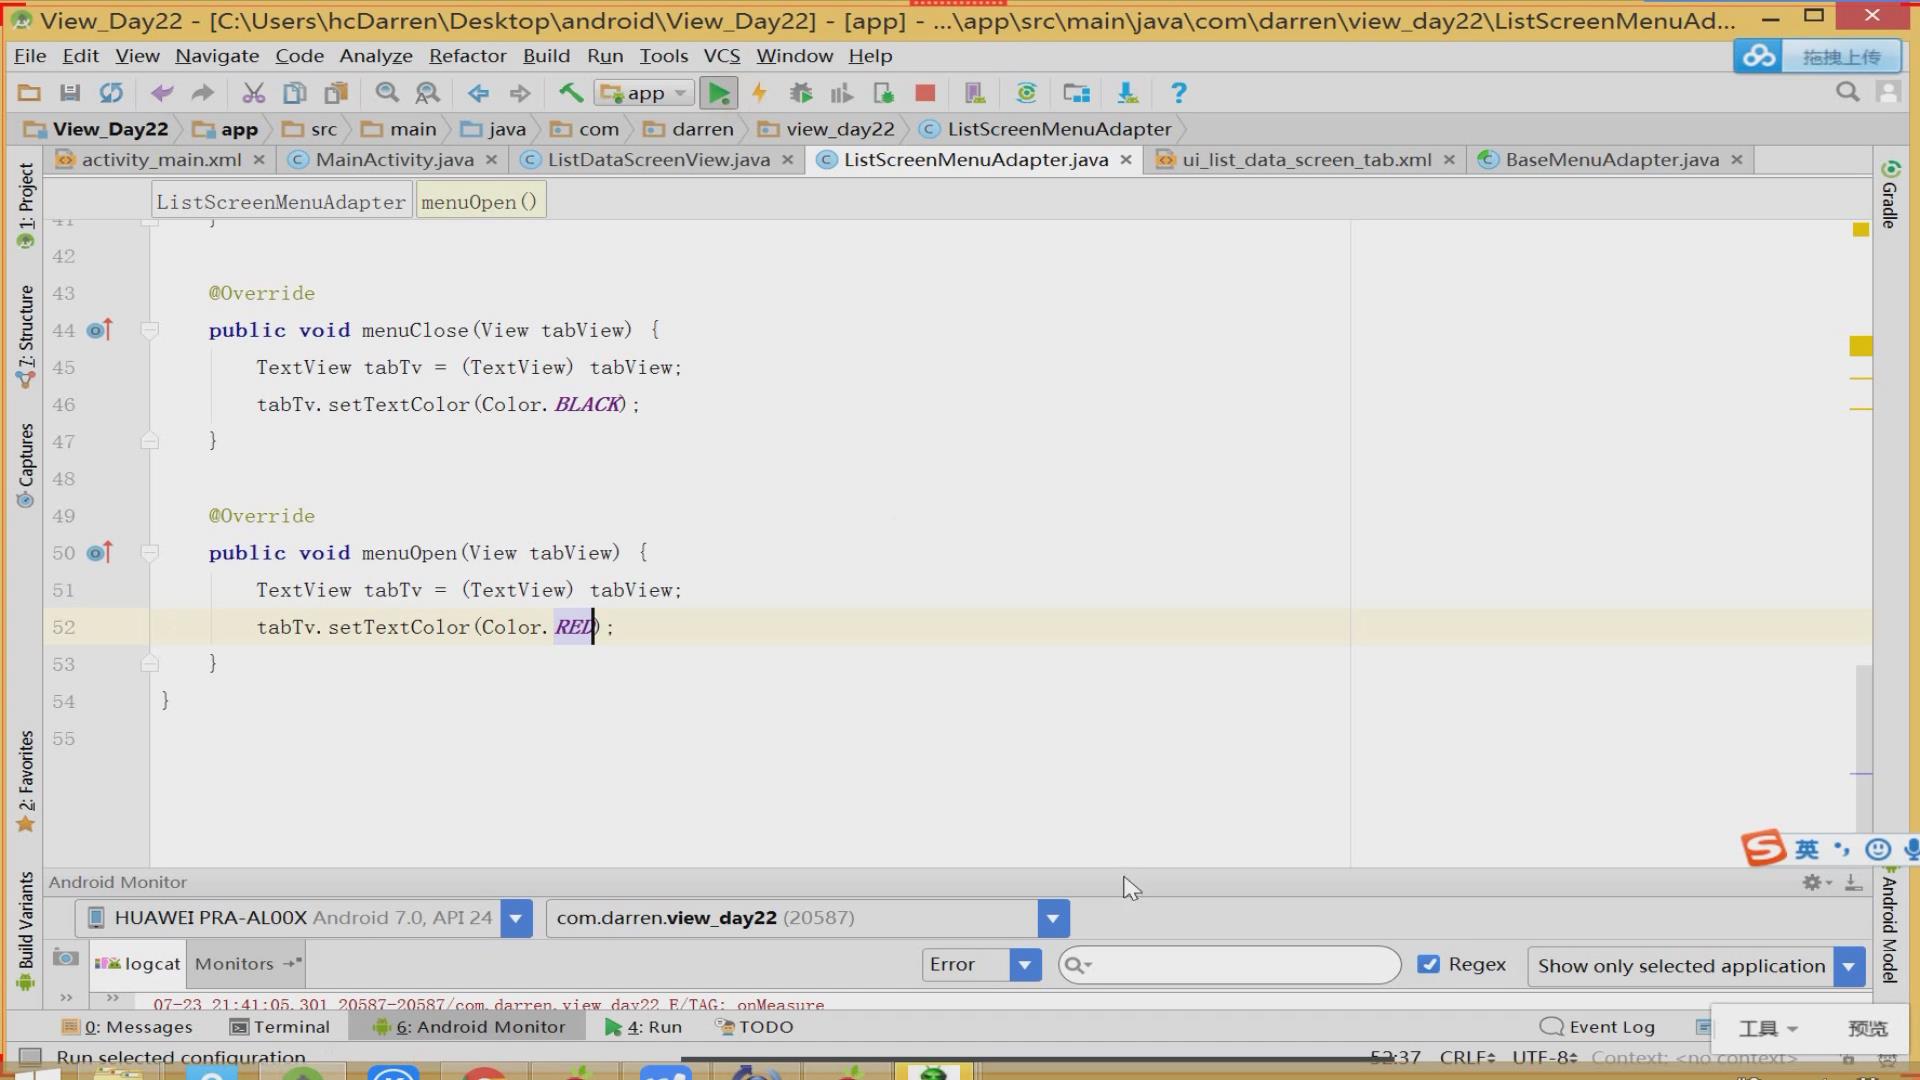 View_Day22 - [C:\Users\hcDarren\Desktop\android\View_Day22] - [app] - ...\app\src\main\java\com\darren\view_day22\ListScreenMenuAd...
File Edit View Navigate Code Analyze Refactor Build Run Tools VCS Window Help
拖拽上传
app
View_Day22 app src main java com darren view_day22 ListScreenMenuAdapter
activity_main.xml MainActivity.java ListDataScreenView.java ListScreenMenuAdapter.java ui_list_data_screen_tab.xml BaseMenuAdapter.java
ListScreenMenuAdapter menuOpen()
41 }
42
43 @Override
44 public void menuClose(View tabView) {
45 TextView tabTv = (TextView) tabView;
46 tabTv.setTextColor(Color.BLACK);
47 }
48
49 @Override
50 public void menuOpen(View tabView) {
51 TextView tabTv = (TextView) tabView;
52 tabTv.setTextColor(Color.RED);
53 }
54 }
55
1: Project
7: Structure
Captures
2: Favorites
Build Variants
Gradle
Android Model
英
Android Monitor
HUAWEI PRA-AL00X Android 7.0, API 24 com.darren.view_day22 (20587)
logcat Monitors Error Regex Show only selected application
07-23 21:41:05.301 20587-20587/com.darren.view_day22 E/TAG: onMeasure
0: Messages Terminal 6: Android Monitor 4: Run TODO Event Log
工具 预览
Run selected configuration 52:37 CRLF UTF-8 Context: <no context>